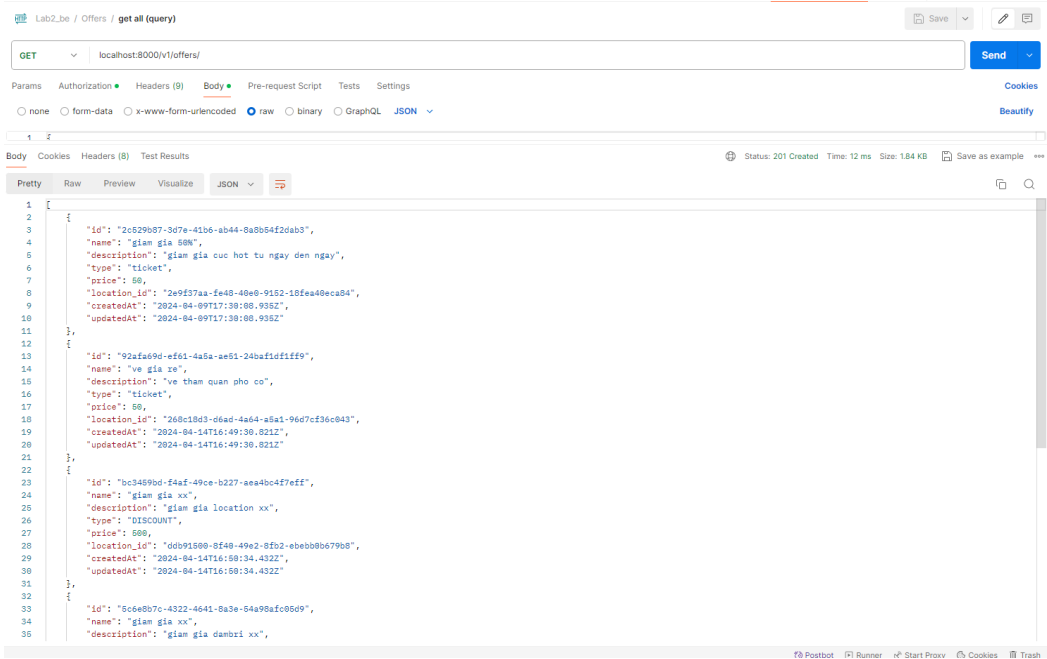 Lab2_be / Offers / get all (query)
Save
GET localhost:8000/v1/offers/ Send
Params Authorization Headers (9) Body Pre-request Script Tests Settings Cookies
none form-data x-www-form-urlencoded raw binary GraphQL JSON Beautify
1 {
Body Cookies Headers (8) Test Results Status: 201 Created Time: 12 ms Size: 1.84 KB Save as example
Pretty Raw Preview Visualize JSON
1 [
2 {
3 "id": "2c529b87-3d7e-41b6-ab44-8a8b54f2dab3",
4 "name": "giam gia 50%",
5 "description": "giam gia cuc hot tu ngay den ngay",
6 "type": "ticket",
7 "price": 50,
8 "location_id": "2e9f37aa-fe48-40e0-9152-18fea40eca84",
9 "createdAt": "2024-04-09T17:30:08.935Z",
10 "updatedAt": "2024-04-09T17:30:08.935Z"
11 },
12 {
13 "id": "92afa69d-ef61-4a5a-ae51-24baf1df1ff9",
14 "name": "ve gia re",
15 "description": "ve tham quan pho co",
16 "type": "ticket",
17 "price": 50,
18 "location_id": "268c18d3-d6ad-4a64-a5a1-96d7cf36c043",
19 "createdAt": "2024-04-14T16:49:30.821Z",
20 "updatedAt": "2024-04-14T16:49:30.821Z"
21 },
22 {
23 "id": "bc3459bd-f4af-49ce-b227-aea4bc4f7eff",
24 "name": "giam gia xx",
25 "description": "giam gia location xx",
26 "type": "DISCOUNT",
27 "price": 500,
28 "location_id": "ddb91500-8f40-49e2-8fb2-ebebb0b679b8",
29 "createdAt": "2024-04-14T16:50:34.432Z",
30 "updatedAt": "2024-04-14T16:50:34.432Z"
31 },
32 {
33 "id": "5c6e8b7c-4322-4641-8a3e-54a98afc05d9",
34 "name": "giam gia xx",
35 "description": "giam gia dambri xx",
Postbot Runner Start Proxy Cookies Trash